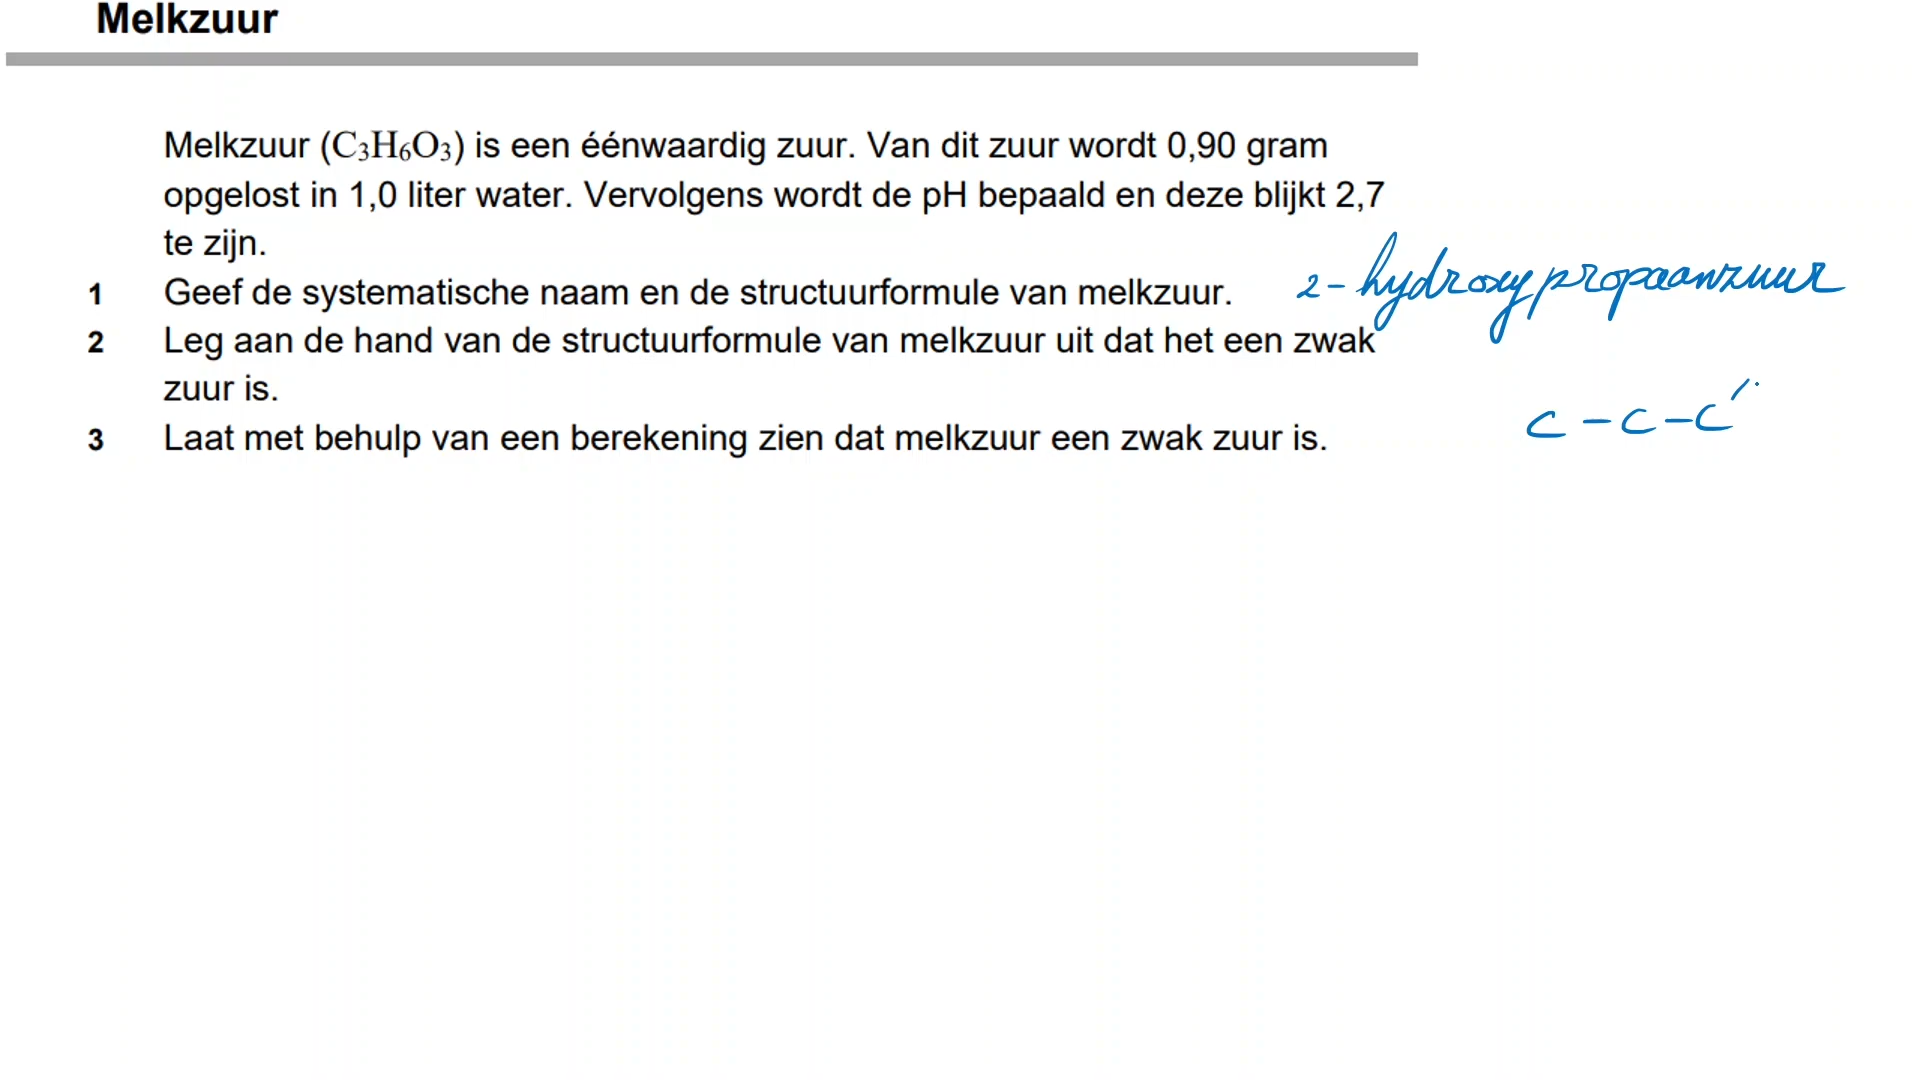 Melkzuur
Melkzuur (C₃H₆O₃) is een éénwaardig zuur. Van dit zuur wordt 0,90 gram
opgelost in 1,0 liter water. Vervolgens wordt de pH bepaald en deze blijkt 2,7
te zijn.
1 Geef de systematische naam en de structuurformule van melkzuur.
2-hydroxypropaanzuur
2 Leg aan de hand van de structuurformule van melkzuur uit dat het een zwak
zuur is.
C-C-C
3 Laat met behulp van een berekening zien dat melkzuur een zwak zuur is.